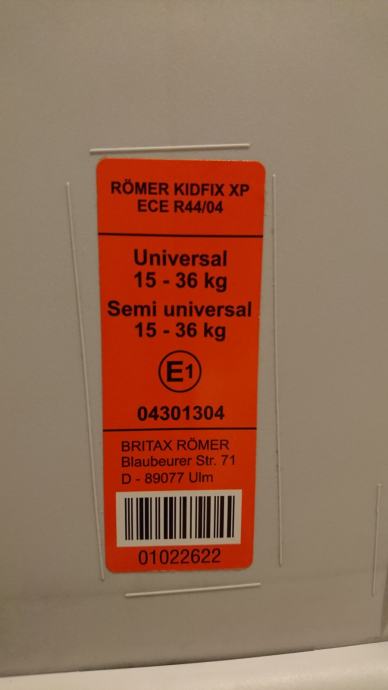 RÖMER KIDFIX XP
ECE R44/04
Universal
15 - 36 kg
Semi universal
15 - 36 kg
E1
04301304
BRITAX RÖMER
Blaubeurer Str. 71
D - 89077 Ulm
01022622